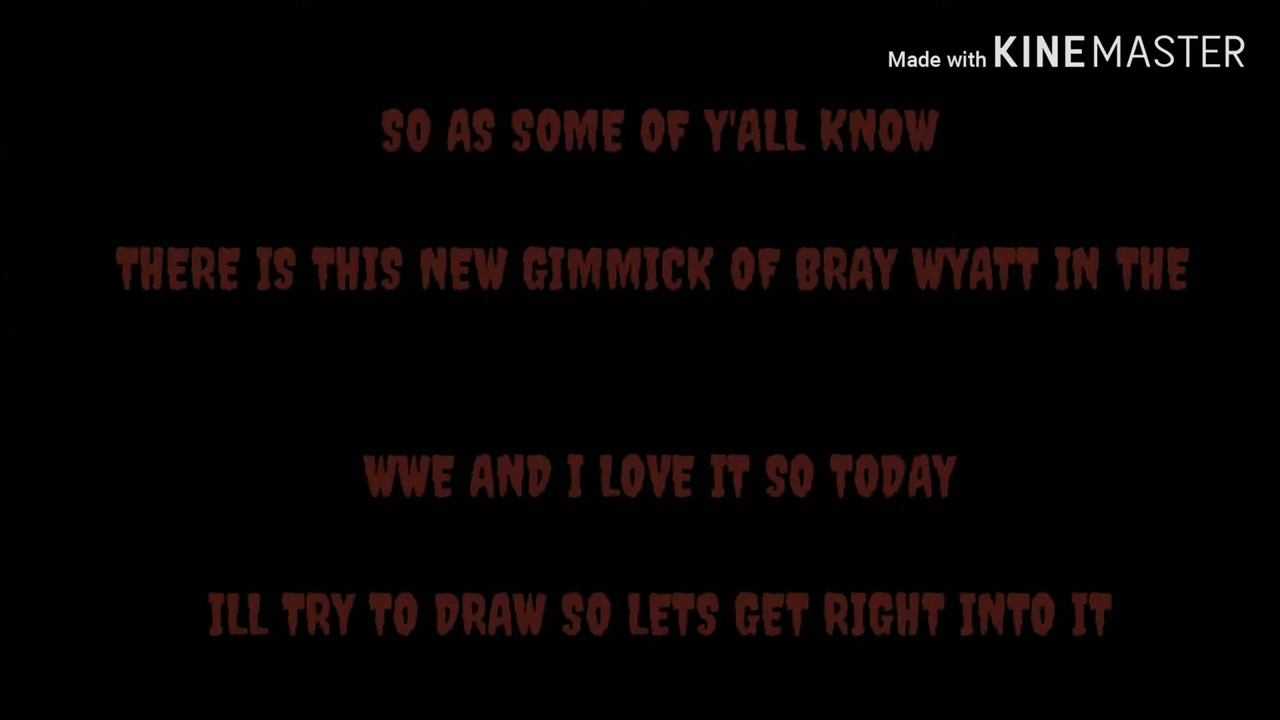 Made with KINEMASTER
SO AS SOME OF Y'ALL KNOW
THERE IS THIS NEW GIMMICK OF BRAY WYATT IN THE
WWE AND I LOVE IT SO TODAY
ILL TRY TO DRAW SO LETS GET RIGHT INTO IT